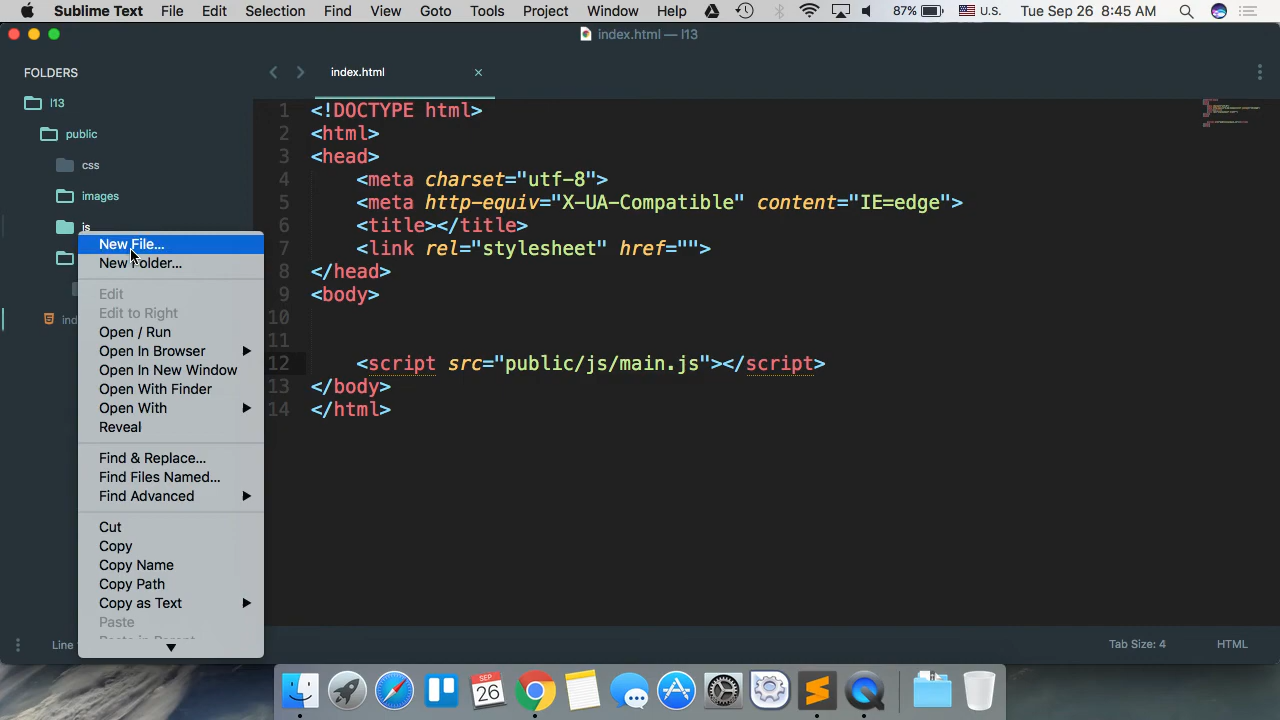 Sublime Text File Edit Selection Find View Goto Tools Project Window Help 87% U.S. Tue Sep 26 8:45 AM
index.html — l13
FOLDERS
l13
public
css
images
js
ind
index.html ×
1 <!DOCTYPE html>
2 <html>
3 <head>
4 <meta charset="utf-8">
5 <meta http-equiv="X-UA-Compatible" content="IE=edge">
6 <title></title>
7 <link rel="stylesheet" href="">
8 </head>
9 <body>
10
11
12 <script src="public/js/main.js"></script>
13 </body>
14 </html>
New File...
New Folder...
Edit
Edit to Right
Open / Run
Open In Browser
Open In New Window
Open With Finder
Open With
Reveal
Find & Replace...
Find Files Named...
Find Advanced
Cut
Copy
Copy Name
Copy Path
Copy as Text
Paste
Line
Tab Size: 4
HTML
SEP
26